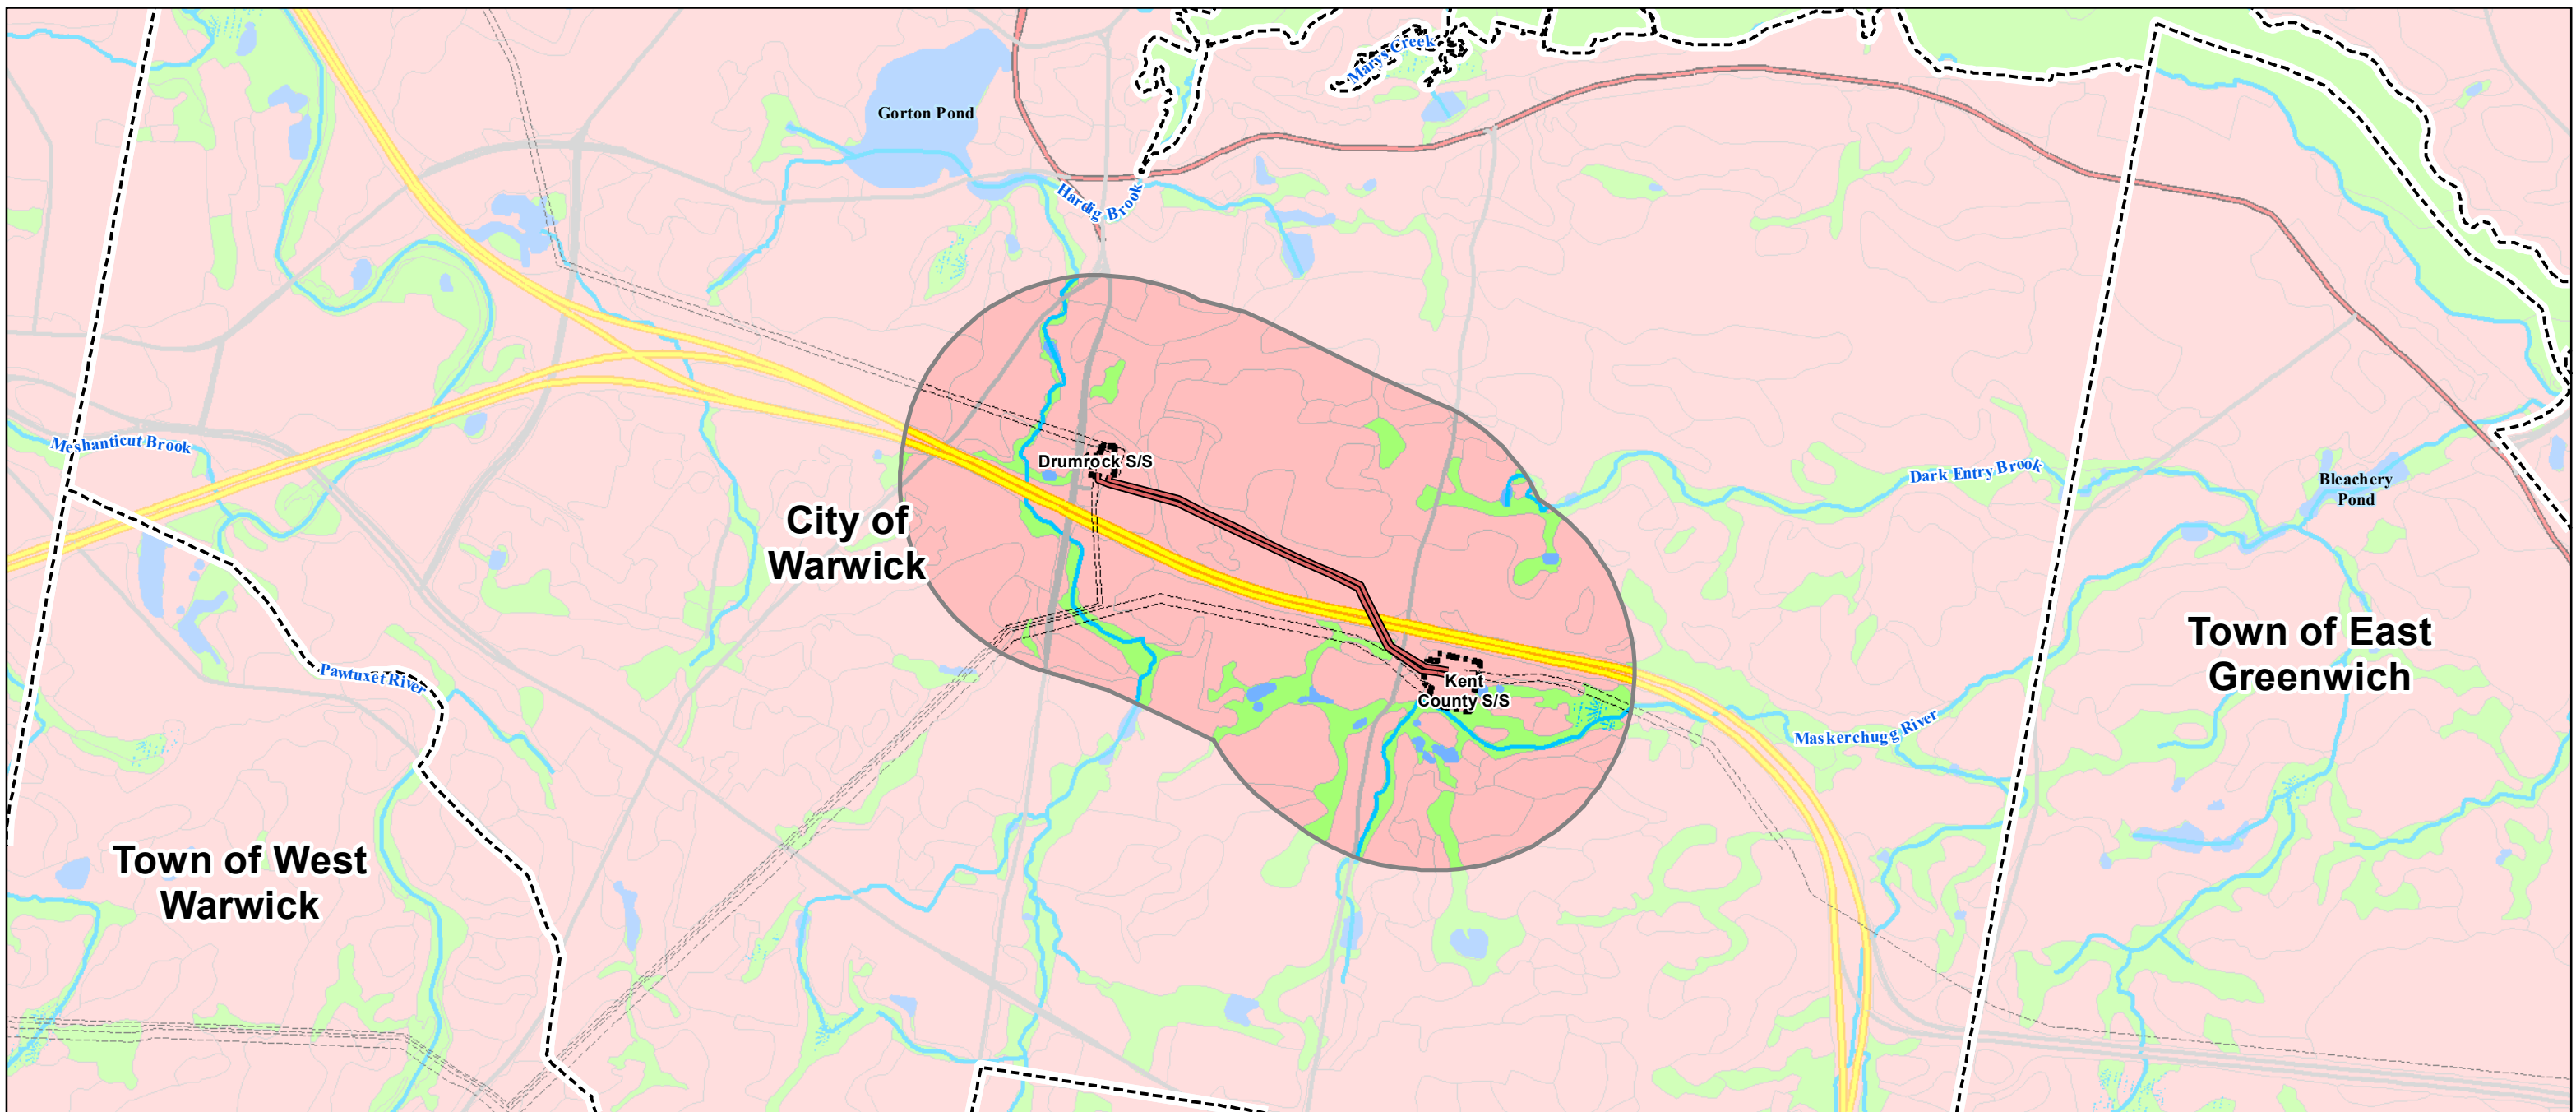 Marys Creek
Gorton Pond
Hardig Brook
Meshanticut Brook
Drumrock S/S
Dark Entry Brook
Bleachery
Pond
City of
Warwick
Town of East
Greenwich
Pawtuxet River
Kent
County S/S
Maskerchugg River
Town of West
Warwick